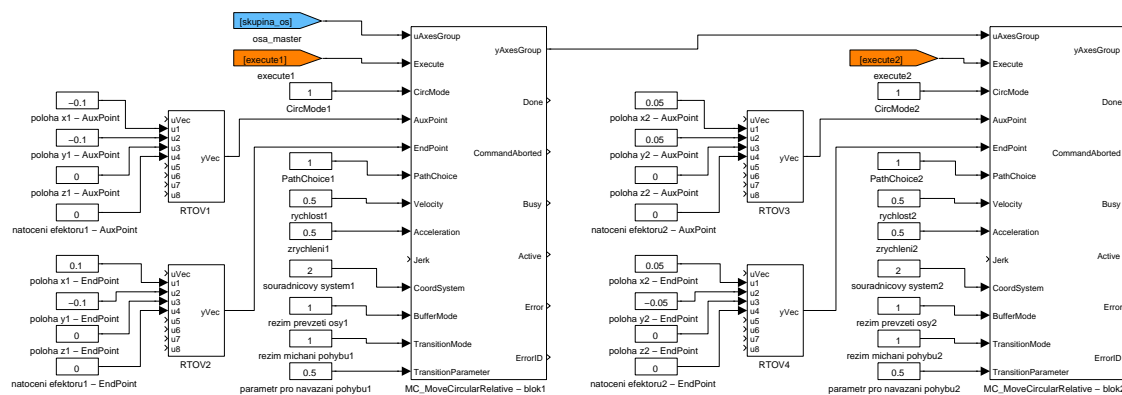 [skupina_os]
osa_master
[execute1]
execute1
1
CircMode1
−0.1
poloha x1 − AuxPoint
−0.1
poloha y1 − AuxPoint
0
poloha z1 − AuxPoint
0
natoceni efektoru1 − AuxPoint
uVec
u1
u2
u3
u4
u5
u6
u7
u8
yVec
RTOV1
0.1
poloha x1 − EndPoint
−0.1
poloha y1 − EndPoint
0
poloha z1 − EndPoint
0
natoceni efektoru1 − EndPoint
uVec
u1
u2
u3
u4
u5
u6
u7
u8
yVec
RTOV2
1
PathChoice1
0.5
rychlost1
0.5
zrychleni1
2
souradnicovy system1
1
rezim prevzeti osy1
1
rezim michani pohybu1
0.5
parametr pro navazani pohybu1
uAxesGroup
Execute
CircMode
AuxPoint
EndPoint
PathChoice
Velocity
Acceleration
Jerk
CoordSystem
BufferMode
TransitionMode
TransitionParameter
yAxesGroup
Done
CommandAborted
Busy
Active
Error
ErrorID
MC_MoveCircularRelative − blok1
[execute2]
execute2
1
CircMode2
0.05
poloha x2 − AuxPoint
0.05
poloha y2 − AuxPoint
0
poloha z2 − AuxPoint
0
natoceni efektoru2 − AuxPoint
uVec
u1
u2
u3
u4
u5
u6
u7
u8
yVec
RTOV3
0.05
poloha x2 − EndPoint
−0.05
poloha y2 − EndPoint
0
poloha z2 − EndPoint
0
natoceni efektoru2 − EndPoint
uVec
u1
u2
u3
u4
u5
u6
u7
u8
yVec
RTOV4
1
PathChoice2
0.5
rychlost2
0.5
zrychleni2
2
souradnicovy system2
1
rezim prevzeti osy2
1
rezim michani pohybu2
0.5
parametr pro navazani pohybu2
uAxesGroup
Execute
CircMode
AuxPoint
EndPoint
PathChoice
Velocity
Acceleration
Jerk
CoordSystem
BufferMode
TransitionMode
TransitionParameter
yAxesGroup
Done
CommandAborted
Busy
Active
Error
ErrorID
MC_MoveCircularRelative − blok2